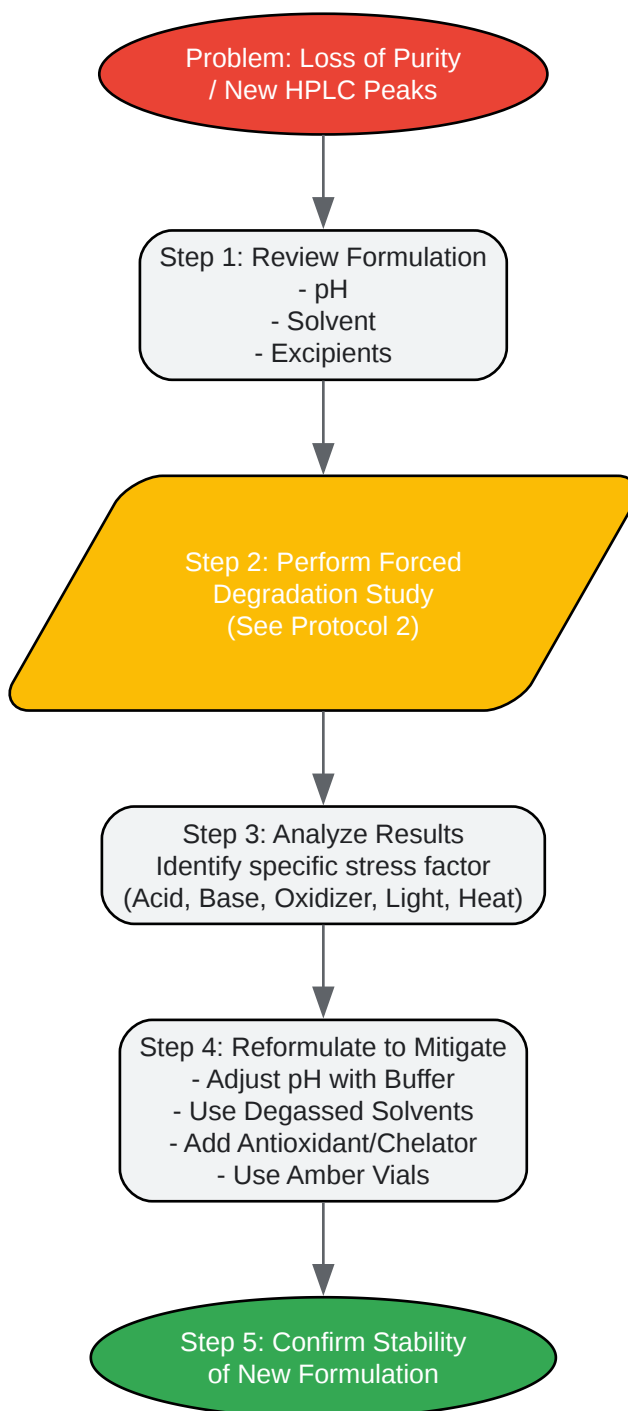 Problem: Loss of Purity
/ New HPLC Peaks
Step 1: Review Formulation
- pH
- Solvent
- Excipients
Step 2: Perform Forced
Degradation Study
(See Protocol 2)
Step 3: Analyze Results
Identify specific stress factor
(Acid, Base, Oxidizer, Light, Heat)
Step 4: Reformulate to Mitigate
- Adjust pH with Buffer
- Use Degassed Solvents
- Add Antioxidant/Chelator
- Use Amber Vials
Step 5: Confirm Stability
of New Formulation